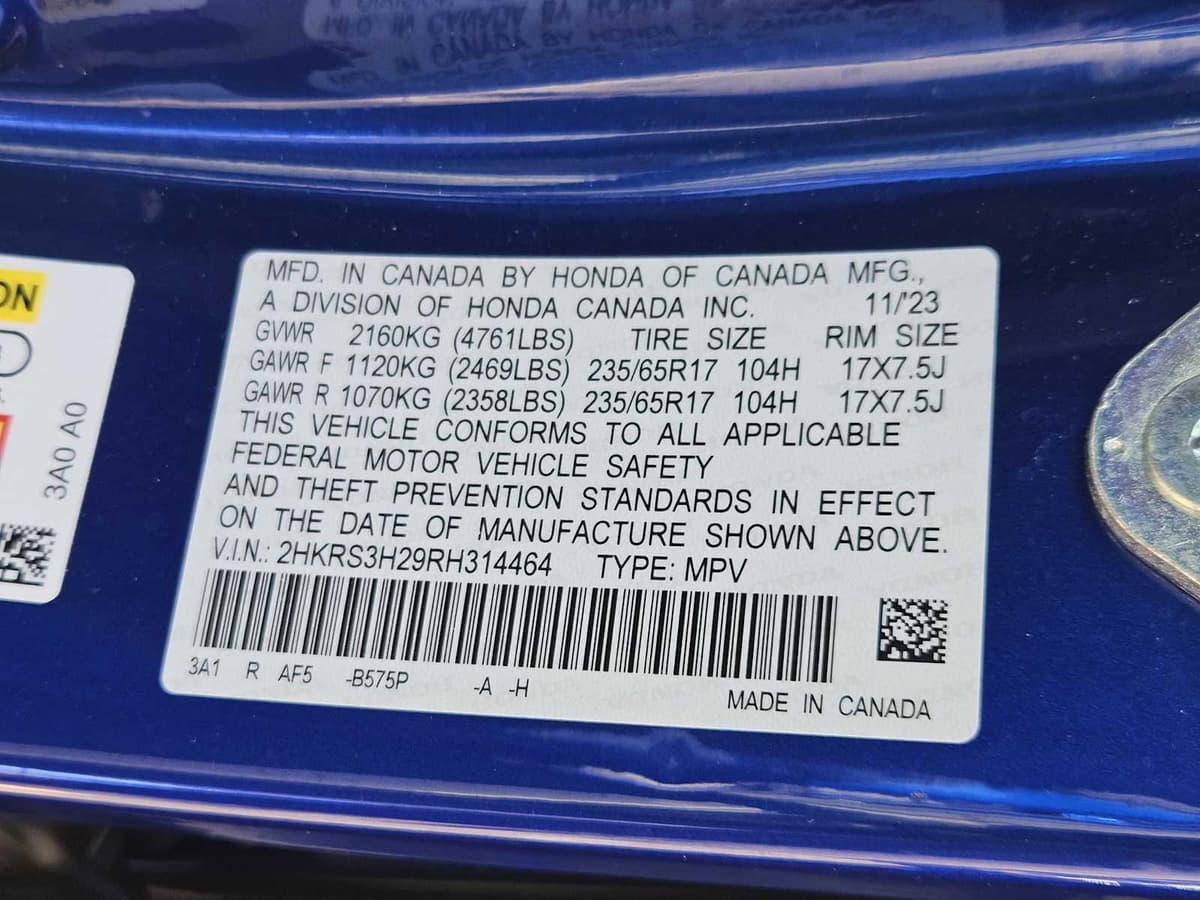 MFD. IN CANADA BY HONDA OF CANADA MFG.,
A DIVISION OF HONDA CANADA INC. 11/'23
GVWR 2160KG (4761LBS) TIRE SIZE RIM SIZE
GAWR F 1120KG (2469LBS) 235/65R17 104H 17X7.5J
GAWR R 1070KG (2358LBS) 235/65R17 104H 17X7.5J
THIS VEHICLE CONFORMS TO ALL APPLICABLE
FEDERAL MOTOR VEHICLE SAFETY
AND THEFT PREVENTION STANDARDS IN EFFECT
ON THE DATE OF MANUFACTURE SHOWN ABOVE.
V.I.N.: 2HKRS3H29RH314464 TYPE: MPV
3A1 R AF5 -B575P -A -H
MADE IN CANADA
ON
3A0 A0